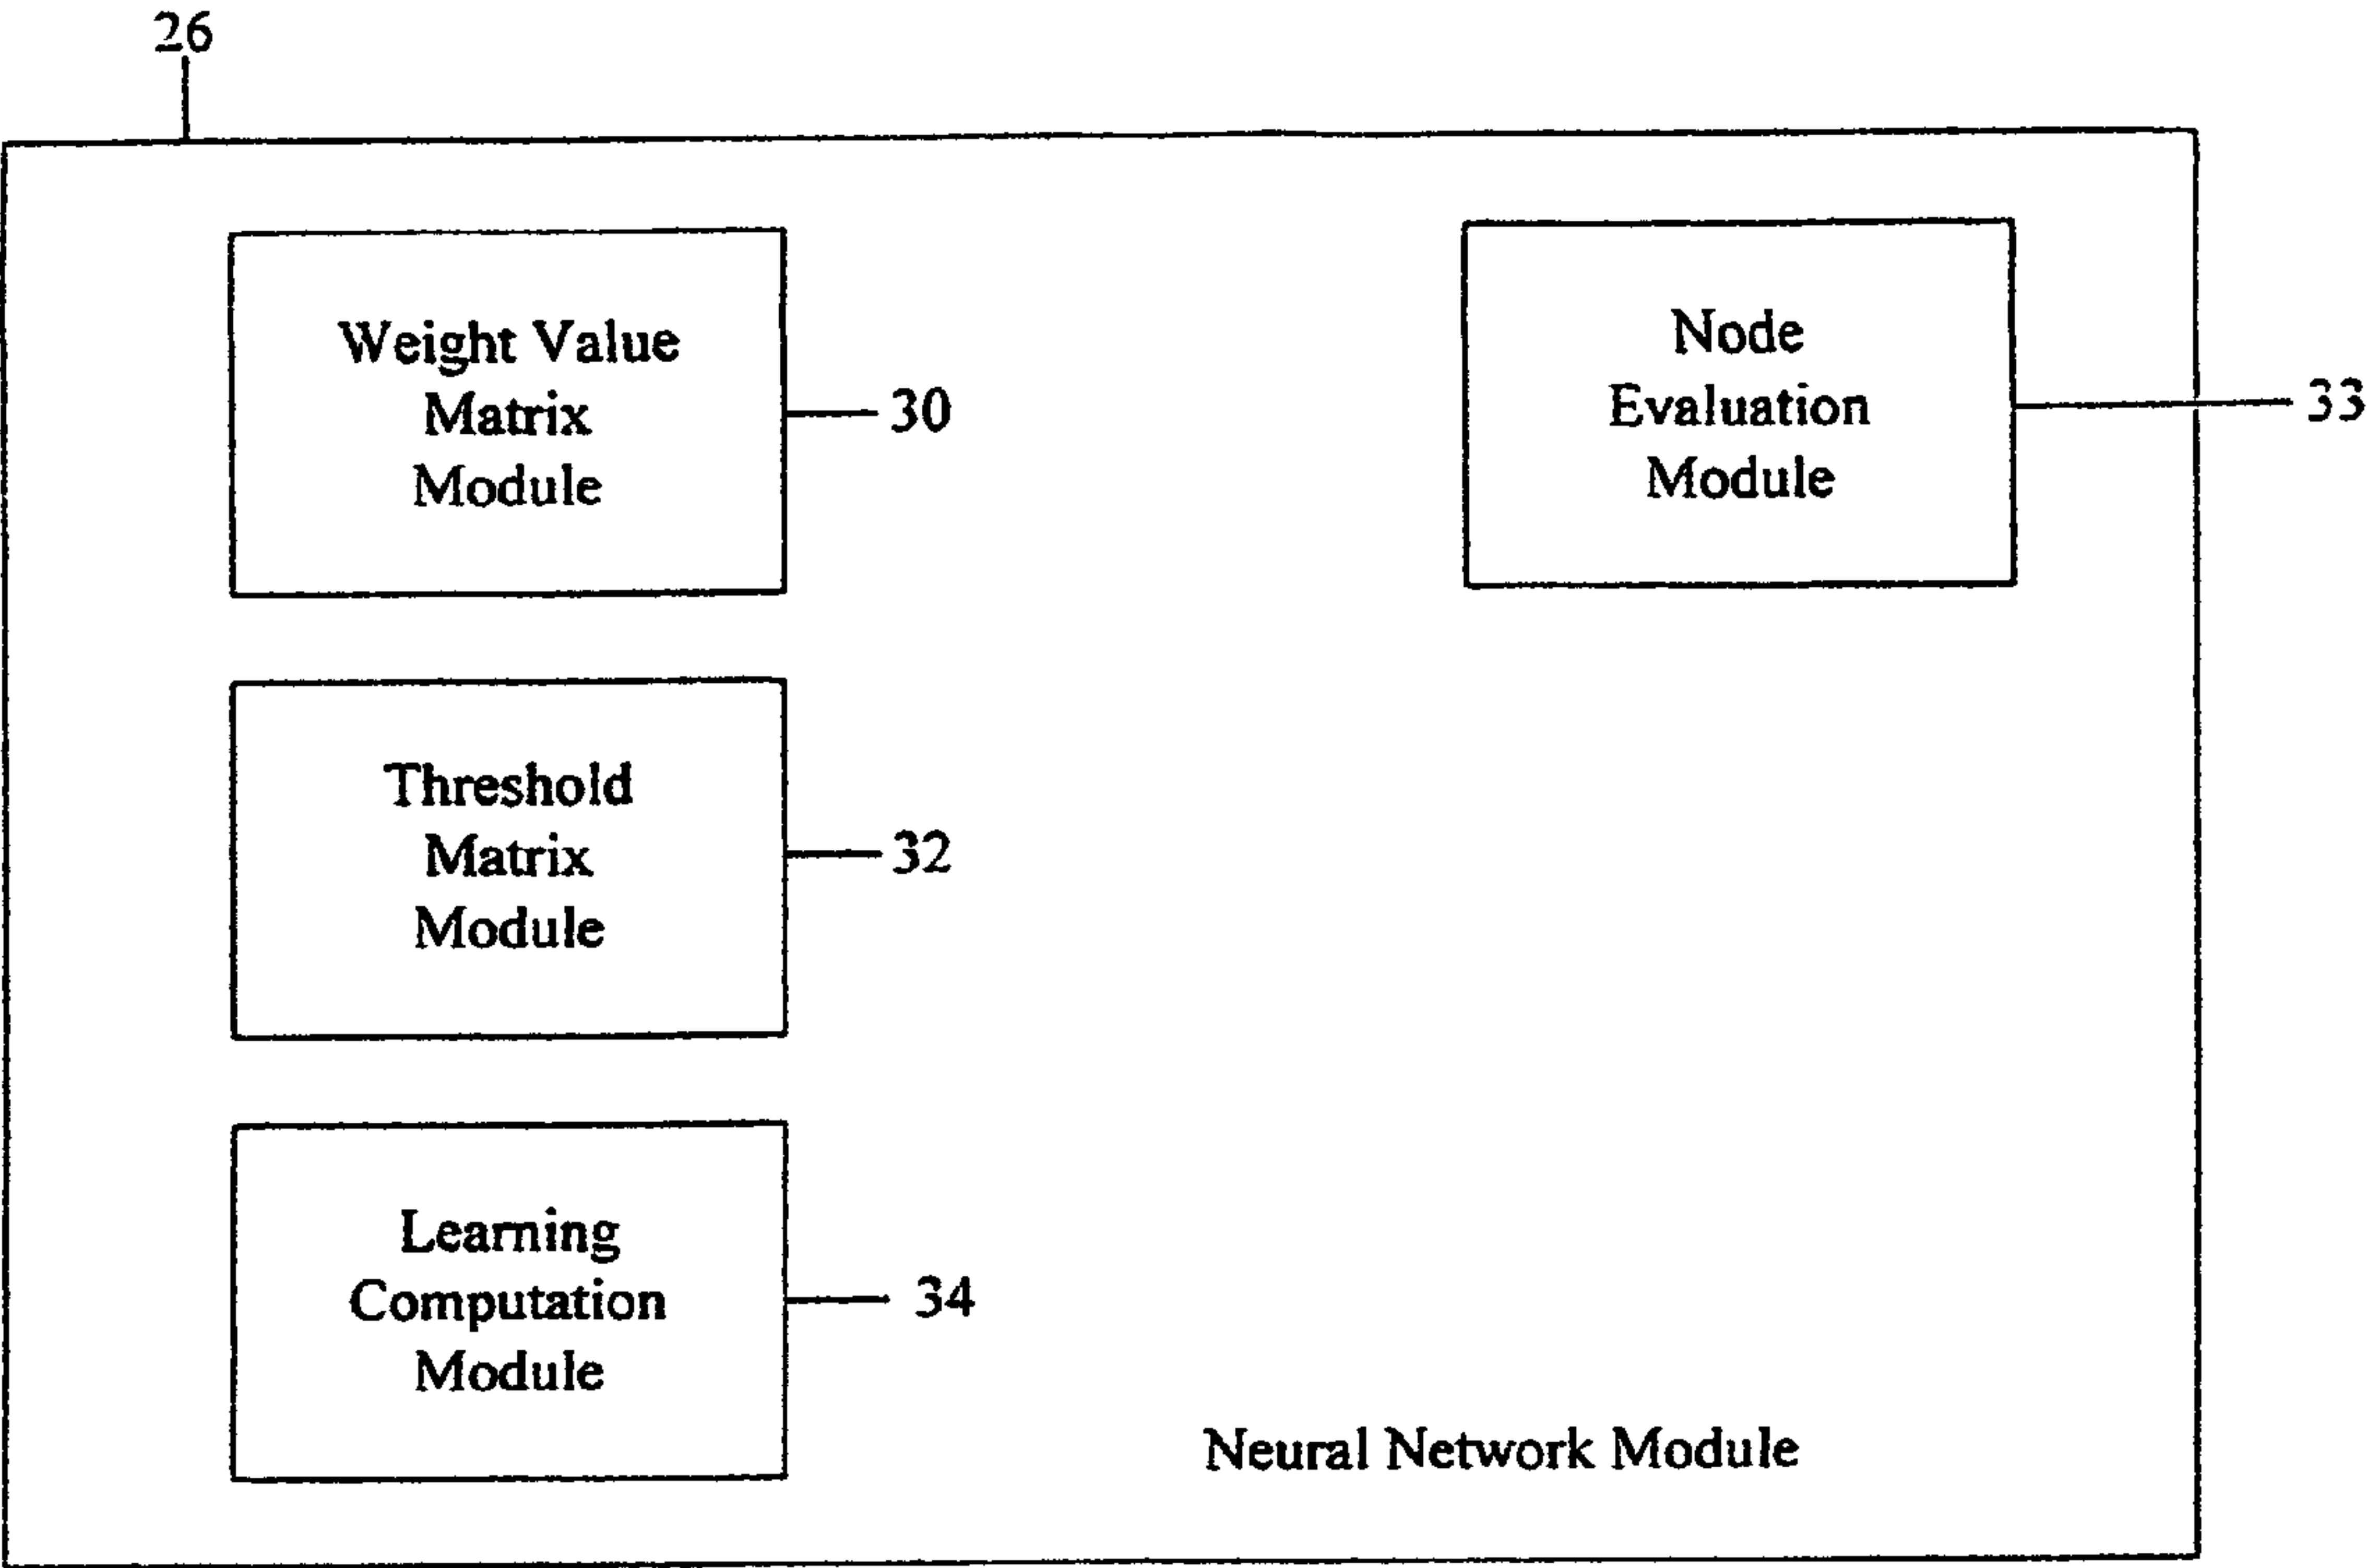 26
Weight Value
Matrix
Module
30
Node
Evaluation
Module
33
Threshold
Matrix
Module
32
Learning
Computation
Module
34
Neural Network Module